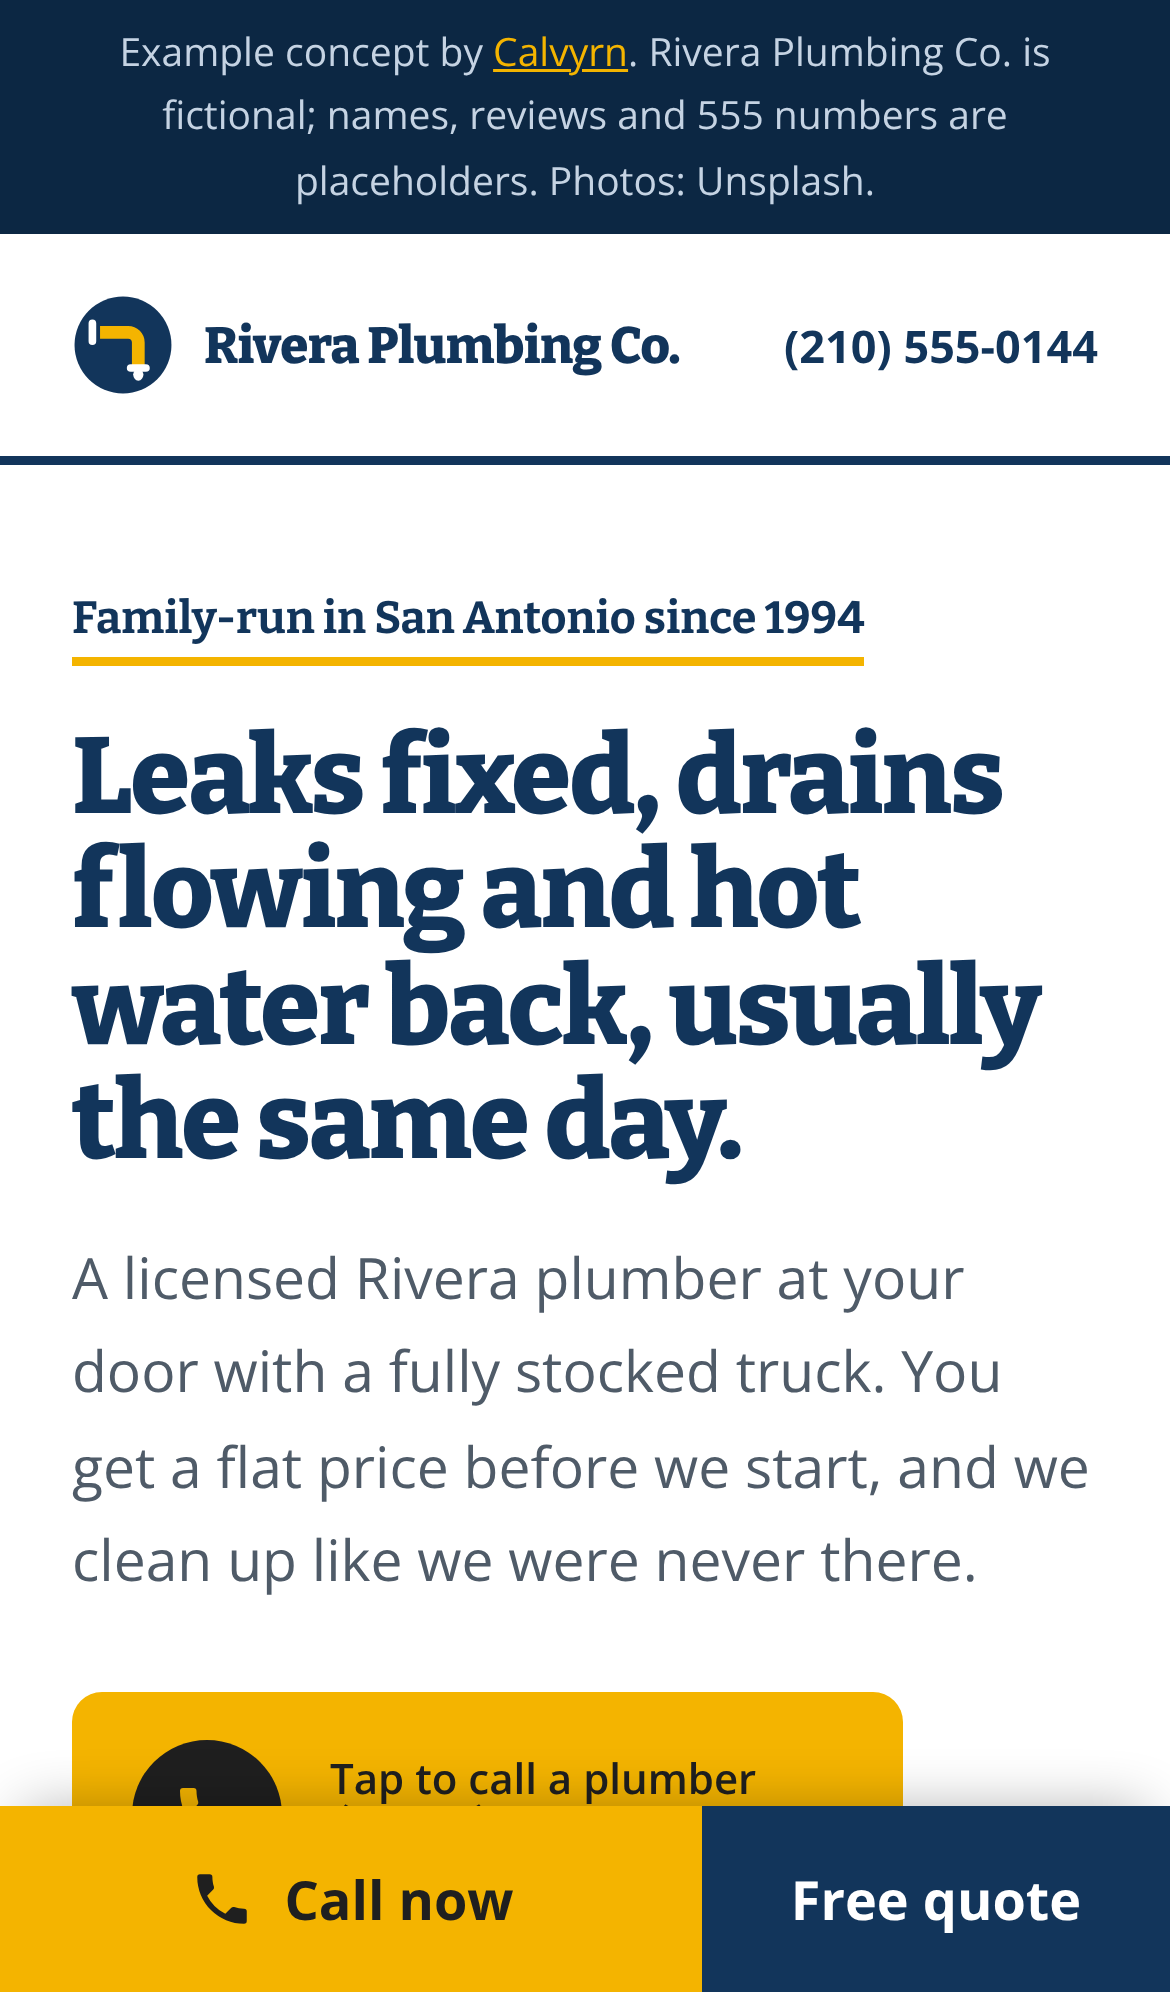 Example concept by Calvyrn. Rivera Plumbing Co. is
fictional; names, reviews and 555 numbers are
placeholders. Photos: Unsplash.
Rivera Plumbing Co.
(210) 555-0144
Family-run in San Antonio since 1994
Leaks fixed, drains
flowing and hot
water back, usually
the same day.
A licensed Rivera plumber at your
door with a fully stocked truck. You
get a flat price before we start, and we
clean up like we were never there.
Tap to call a plumber
Call now
Free quote